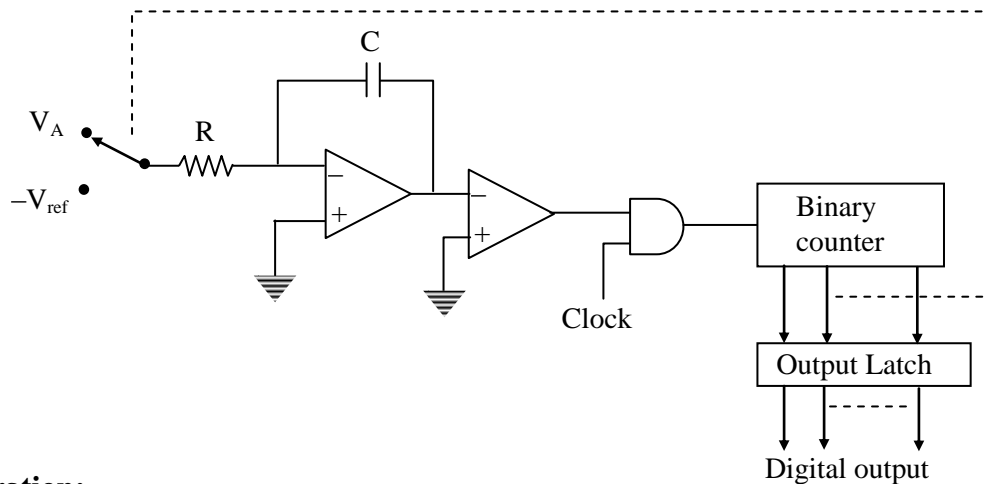 C
V_A
R
–V_ref
–
+
–
+
Binary
counter
Clock
Output Latch
Digital output